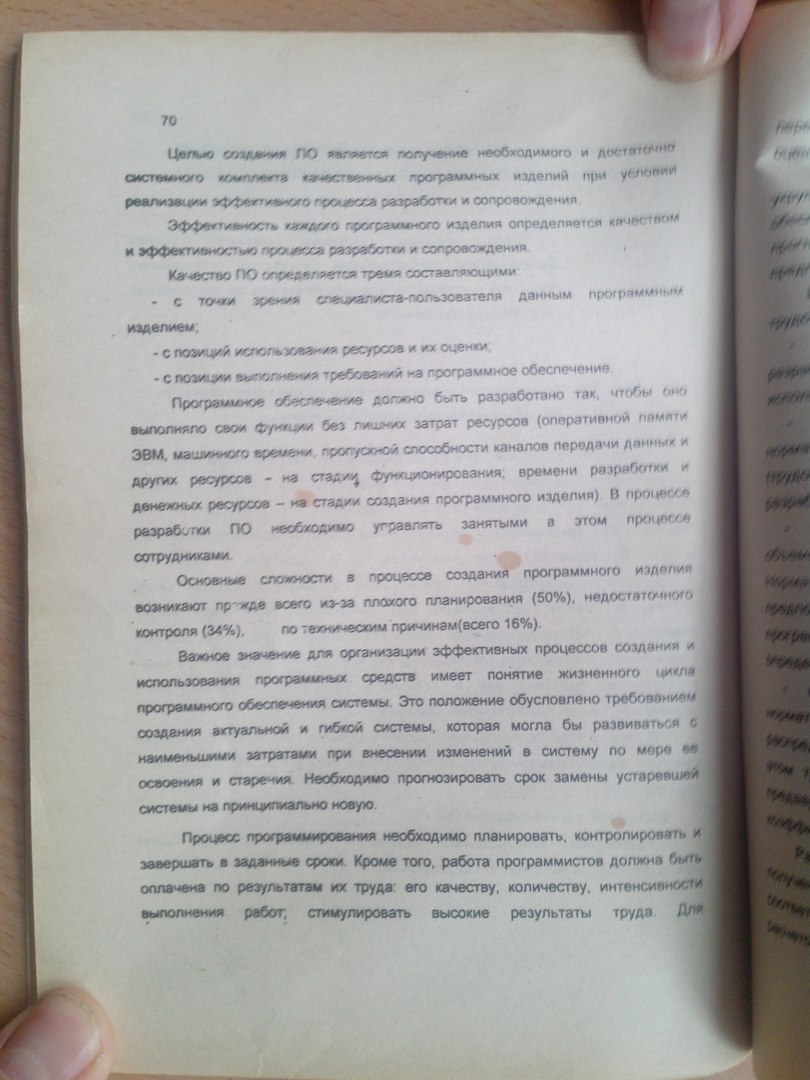 70
Целью создания ПО является получение необходимого и достаточно
системного комплекта качественных программных изделий при условии
реализации эффективного процесса разработки и сопровождения.
Эффективность каждого программного изделия определяется качеством
и эффективностью процесса разработки и сопровождения.
Качество ПО определяется тремя составляющими:
- с точки зрения специалиста-пользователя данным программным
изделием;
- с позиций использования ресурсов и их оценки;
- с позиции выполнения требований на программное обеспечение.
Программное обеспечение должно быть разработано так, чтобы оно
выполняло свои функции без лишних затрат ресурсов (оперативной памяти
ЭВМ, машинного времени, пропускной способности каналов передачи данных и
других ресурсов – на стадии функционирования; времени разработки и
денежных ресурсов – на стадии создания программного изделия). В процессе
разработки ПО необходимо управлять занятыми в этом процессе
сотрудниками.
Основные сложности в процессе создания программного изделия
возникают прежде всего из-за плохого планирования (50%), недостаточного
контроля (34%), по техническим причинам(всего 16%).
Важное значение для организации эффективных процессов создания и
использования программных средств имеет понятие жизненного цикла
программного обеспечения системы. Это положение обусловлено требованием
создания актуальной и гибкой системы, которая могла бы развиваться с
наименьшими затратами при внесении изменений в систему по мере ее
освоения и старечия. Необходимо прогнозировать срок замены устаревшей
системы на принципиально новую.
Процесс программирования необходимо планировать, контролировать и
завершать в заданные сроки. Кроме того, работа программистов должна быть
оплачена по результатам их труда: его качеству, количеству, интенсивности
выполнения работ; стимулировать высокие результаты труда. Для